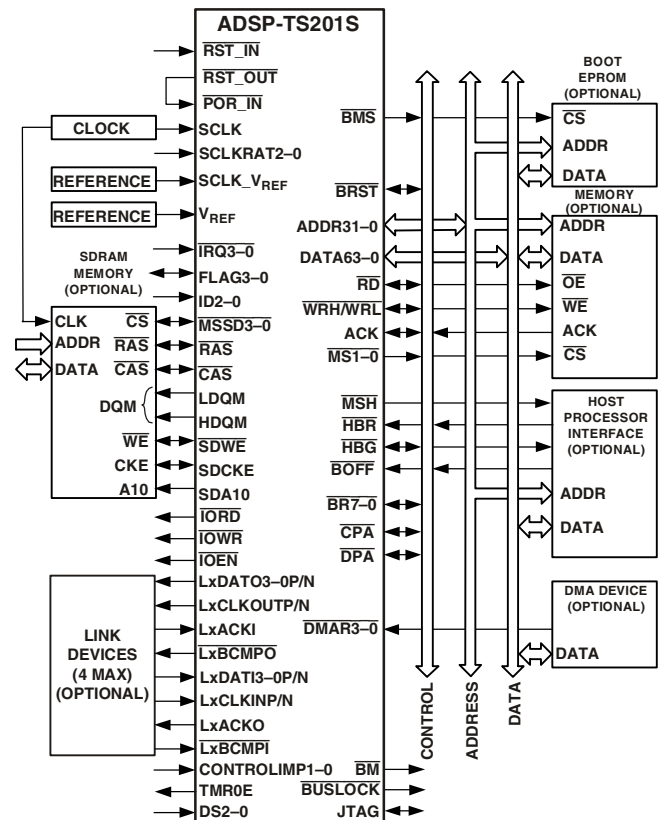 ADSP-TS201S
RST_IN
RST_OUT
POR_IN
CLOCK
SCLK
SCLKRAT2–0
REFERENCE
SCLK_VREF
REFERENCE
VREF
IRQ3–0
SDRAM
MEMORY
(OPTIONAL)
FLAG3–0
ID2–0
CLK
CS
MSSD3–0
ADDR
RAS
RAS
DATA
CAS
CAS
DQM
LDQM
HDQM
WE
SDWE
CKE
SDCKE
A10
SDA10
IORD
IOWR
IOEN
LINK
DEVICES
(4 MAX)
(OPTIONAL)
LxDATO3–0P/N
LxCLKOUTP/N
LxACKI
LxBCMPO
LxDATI3–0P/N
LxCLKINP/N
LxACKO
LxBCMPI
CONTROLIMP1–0
TMR0E
DS2–0
BMS
BRST
ADDR31–0
DATA63–0
RD
WRH/WRL
ACK
MS1–0
MSH
HBR
HBG
BOFF
BR7–0
CPA
DPA
DMAR3–0
BM
BUSLOCK
JTAG
CONTROL
ADDRESS
DATA
BOOT
EPROM
(OPTIONAL)
CS
ADDR
DATA
MEMORY
(OPTIONAL)
ADDR
DATA
OE
WE
ACK
CS
HOST
PROCESSOR
INTERFACE
(OPTIONAL)
ADDR
DATA
DMA DEVICE
(OPTIONAL)
DATA